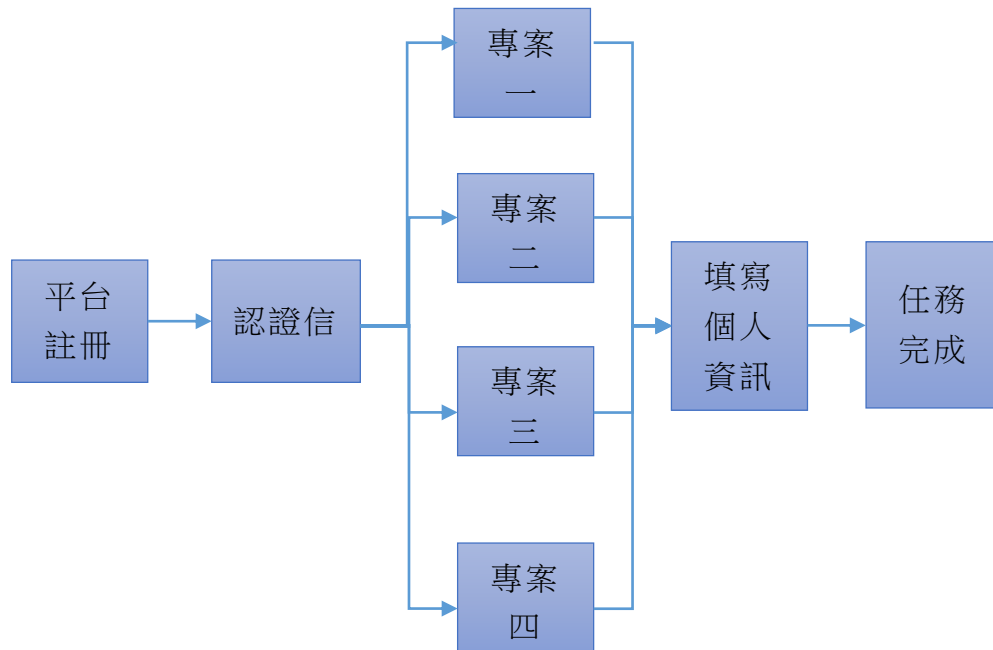 平台
註冊
認證信
專案
一
專案
二
專案
三
專案
四
填寫
個人
資訊
任務
完成